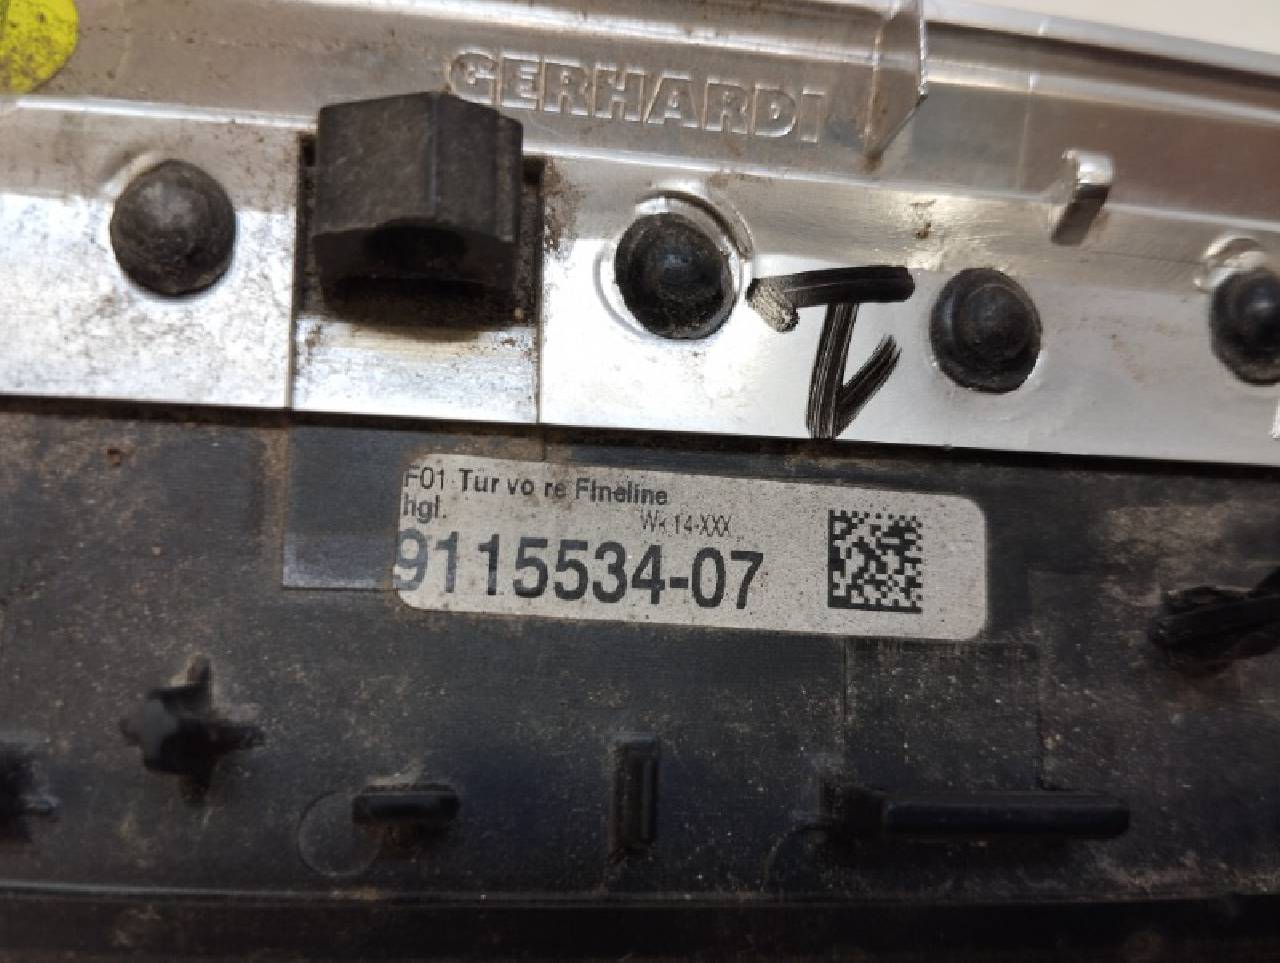 GERHARDI
F01 Tur vo re Fineline
hgl.
Wk 14-XXX
9115534-07